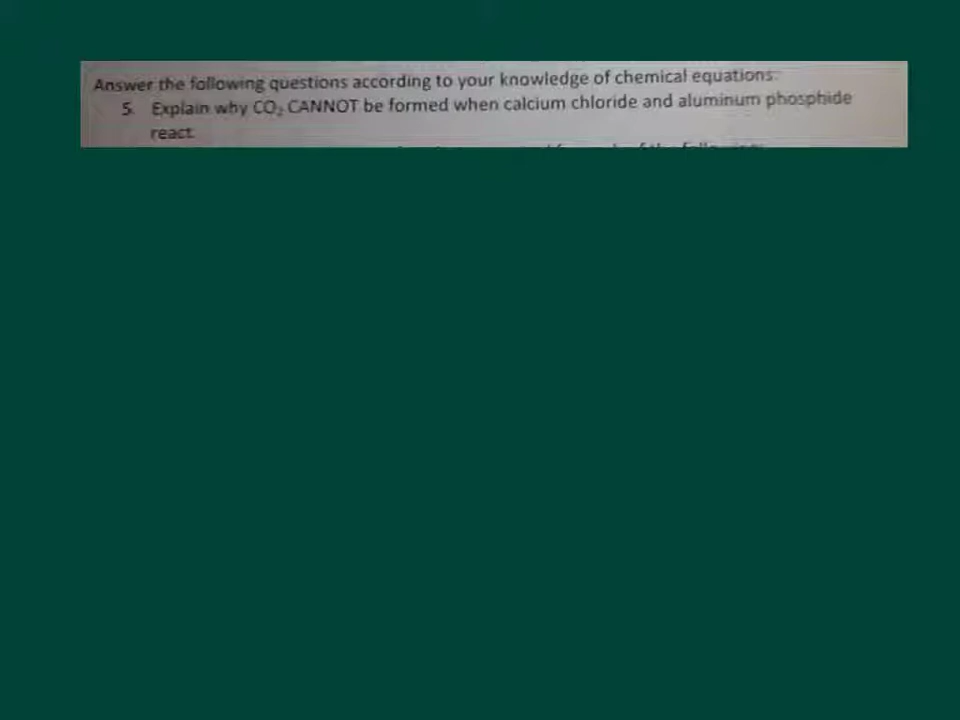 Answer the following questions according to your knowledge of chemical equations:
5. Explain why CO₂ CANNOT be formed when calcium chloride and aluminum phosphide
react.